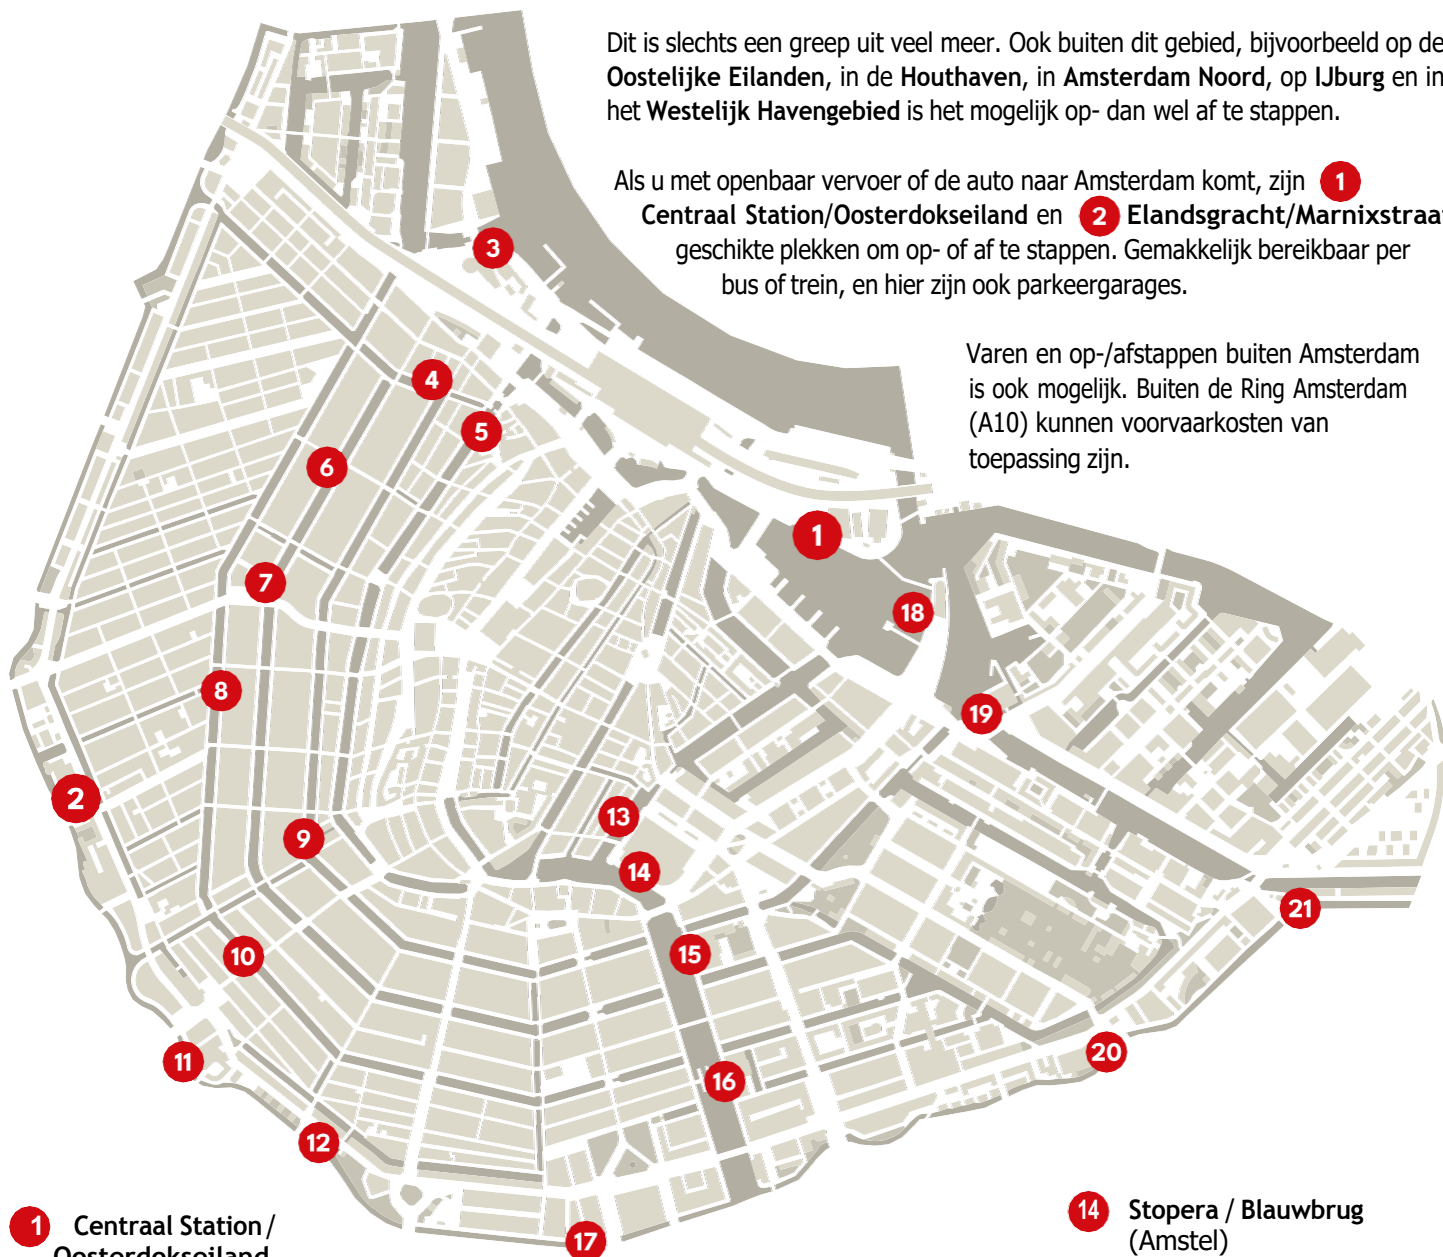 Dit is slechts een greep uit veel meer. Ook buiten dit gebied, bijvoorbeeld op de
Oostelijke Eilanden, in de Houthaven, in Amsterdam Noord, op IJburg en in
het Westelijk Havengebied is het mogelijk op- dan wel af te stappen.
Als u met openbaar vervoer of de auto naar Amsterdam komt, zijn 1
Centraal Station/Oosterdokseiland en 2 Elandsgracht/Marnixstraat
geschikte plekken om op- of af te stappen. Gemakkelijk bereikbaar per
bus of trein, en hier zijn ook parkeergarages.
Varen en op-/afstappen buiten Amsterdam
is ook mogelijk. Buiten de Ring Amsterdam
(A10) kunnen voorvaarkosten van
toepassing zijn.
3
4
5
6
1
7
18
8
19
2
13
9
14
21
10
15
20
11
16
12
17
1 Centraal Station /
Oosterdokseiland
14 Stopera / Blauwbrug
(Amstel)